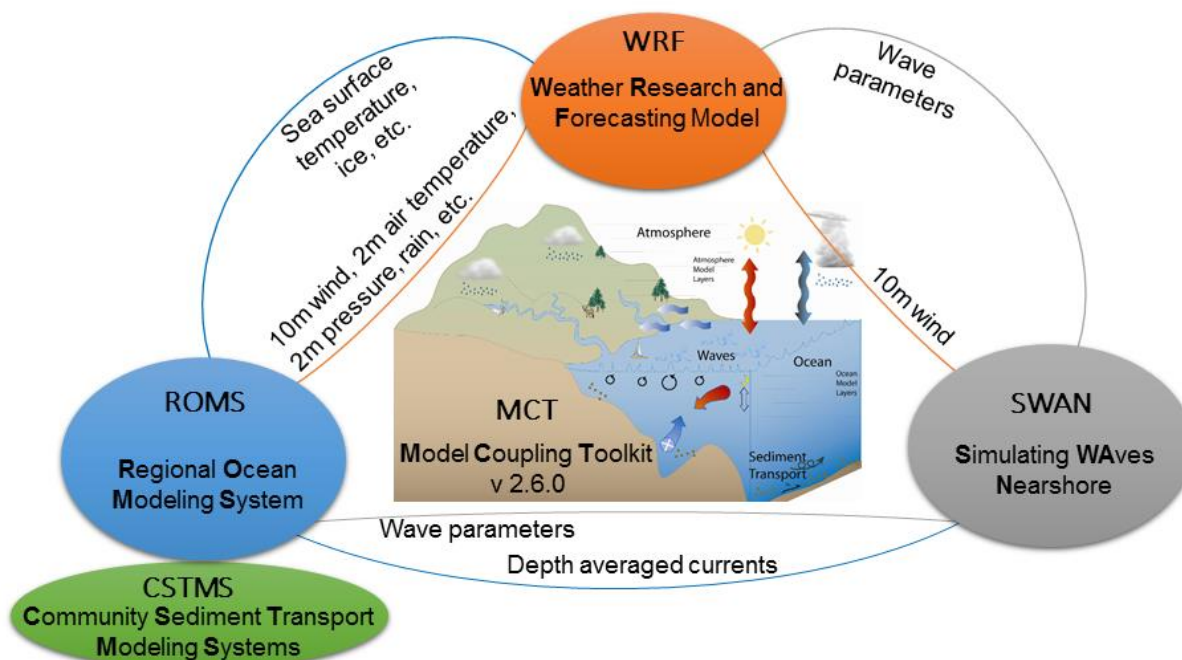 WRF
Weather Research and
Forecasting Model
Wave
parameters
Sea surface
temperature,
ice, etc.
10m wind, 2m air temperature,
2m pressure, rain, etc.
10m wind
Atmosphere
Atmosphere
Model
Layers
Waves
Ocean
Ocean
Model
Layers
Sediment
Transport
MCT
Model Coupling Toolkit
v 2.6.0
ROMS
Regional Ocean
Modeling System
SWAN
Simulating WAves
Nearshore
Wave parameters
Depth averaged currents
CSTMS
Community Sediment Transport
Modeling Systems